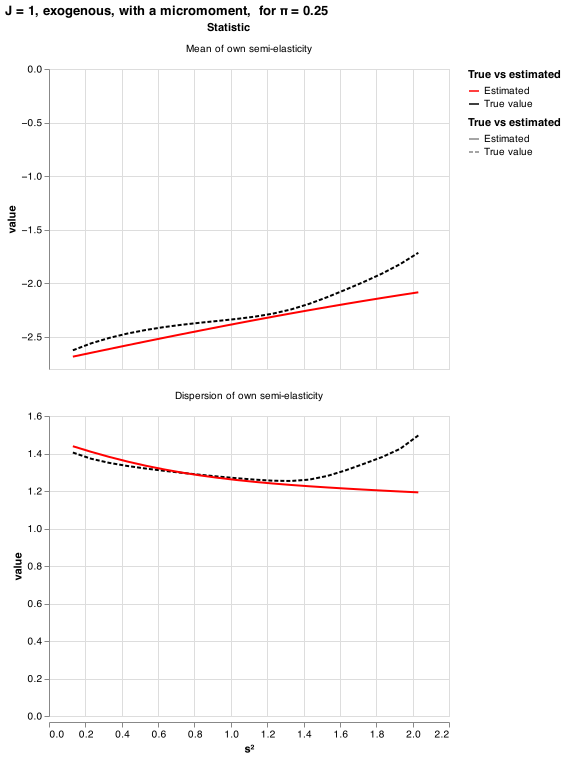 J = 1, exogenous, with a micromoment,  for π = 0.25
Statistic
Mean of own semi-elasticity
0.0
−0.5
−1.0
−1.5
−2.0
−2.5
value
True vs estimated
Estimated
True value
True vs estimated
Estimated
True value
Dispersion of own semi-elasticity
1.6
1.4
1.2
1.0
0.8
0.6
0.4
0.2
0.0
value
0.0 0.2 0.4 0.6 0.8 1.0 1.2 1.4 1.6 1.8 2.0 2.2
s²